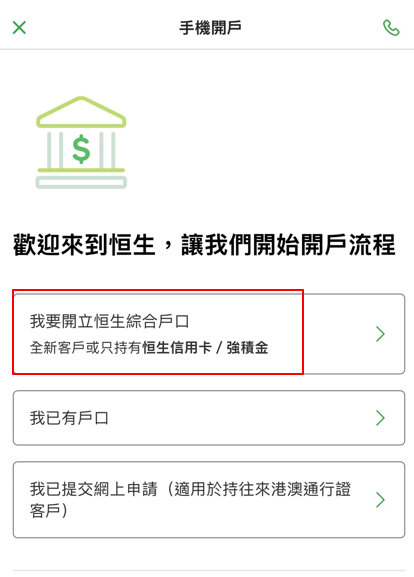 手機開戶
$
歡迎來到恒生，讓我們開始開戶流程
我要開立恒生綜合戶口
全新客戶或只持有恒生信用卡 / 強積金
我已有戶口
我已提交網上申請（適用於持往來港澳通行證
客戶）